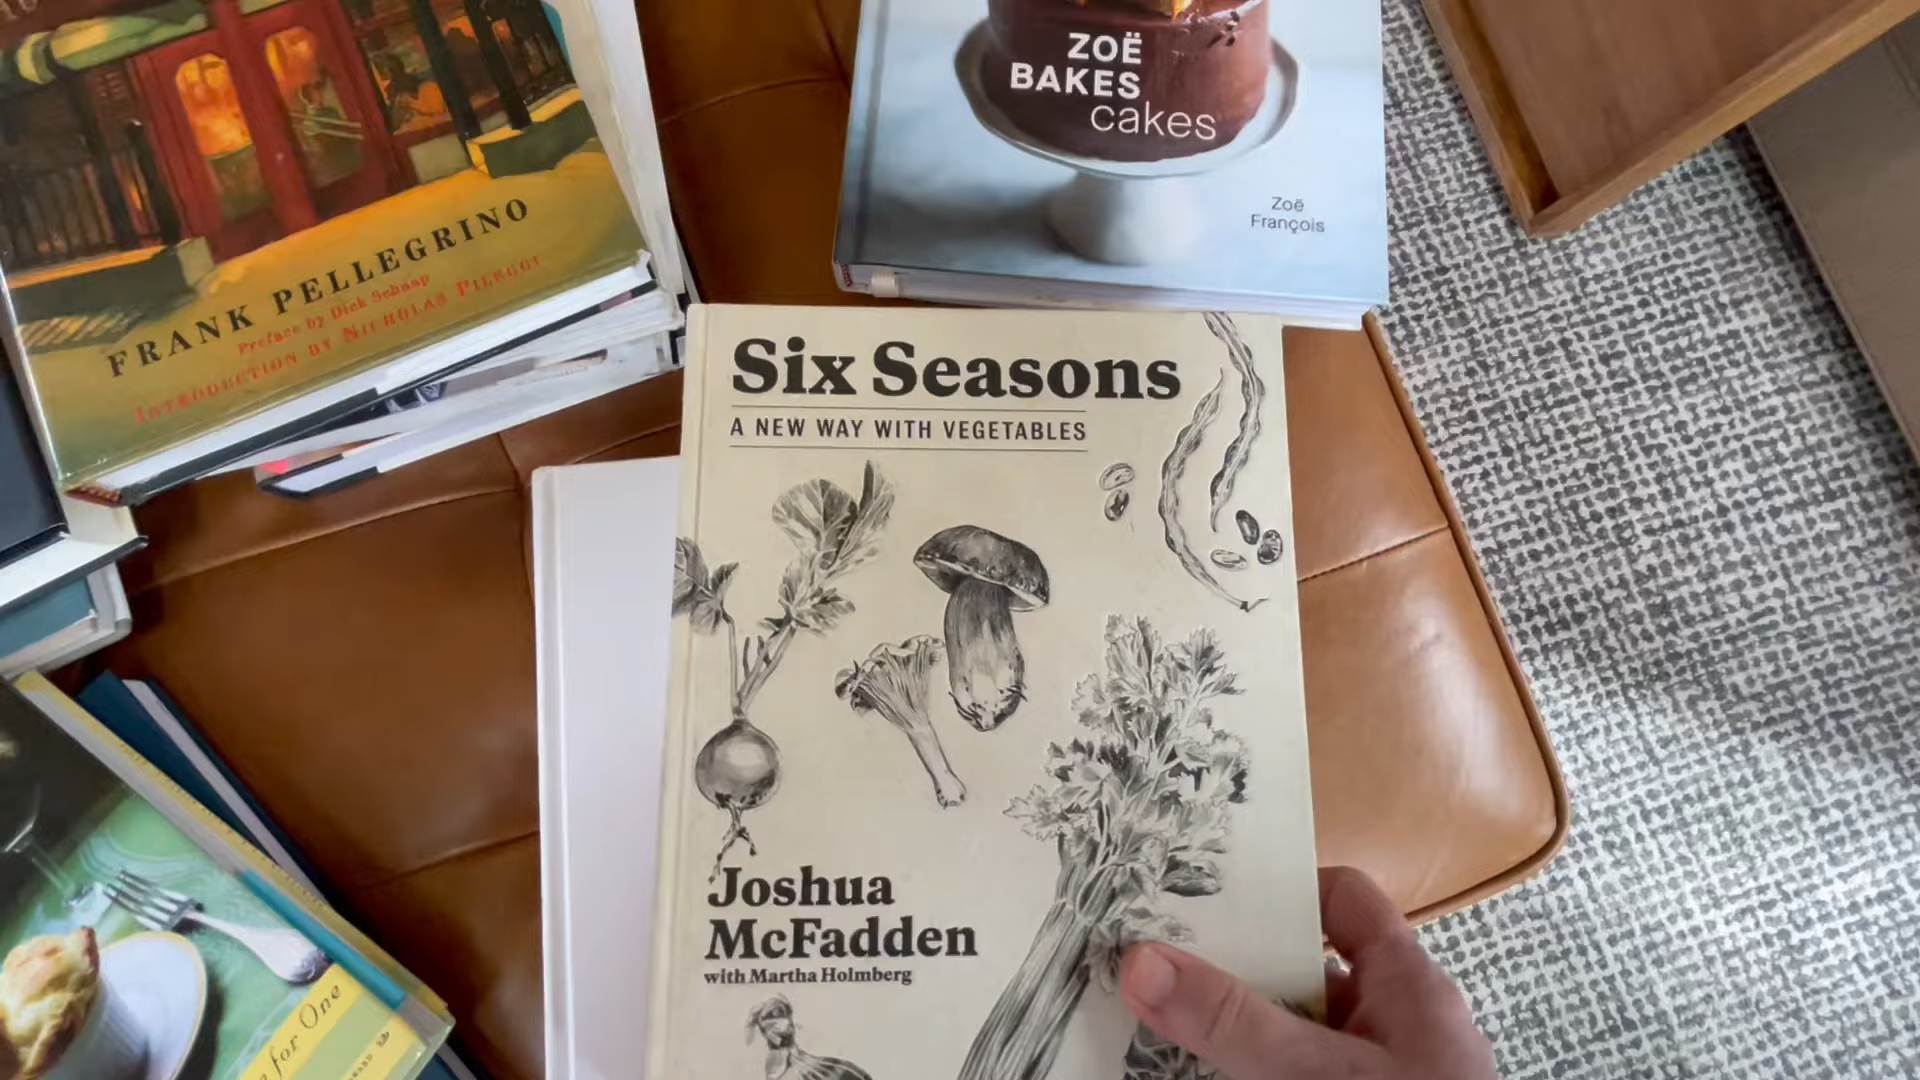 ZOË
BAKES
cakes
Zoë
François
FRANK PELLEGRINO
Preface by Dick Schaap
INTRODUCTION BY NICHOLAS PILEGGI
Six Seasons
A NEW WAY WITH VEGETABLES
Joshua
McFadden
with Martha Holmberg
for One